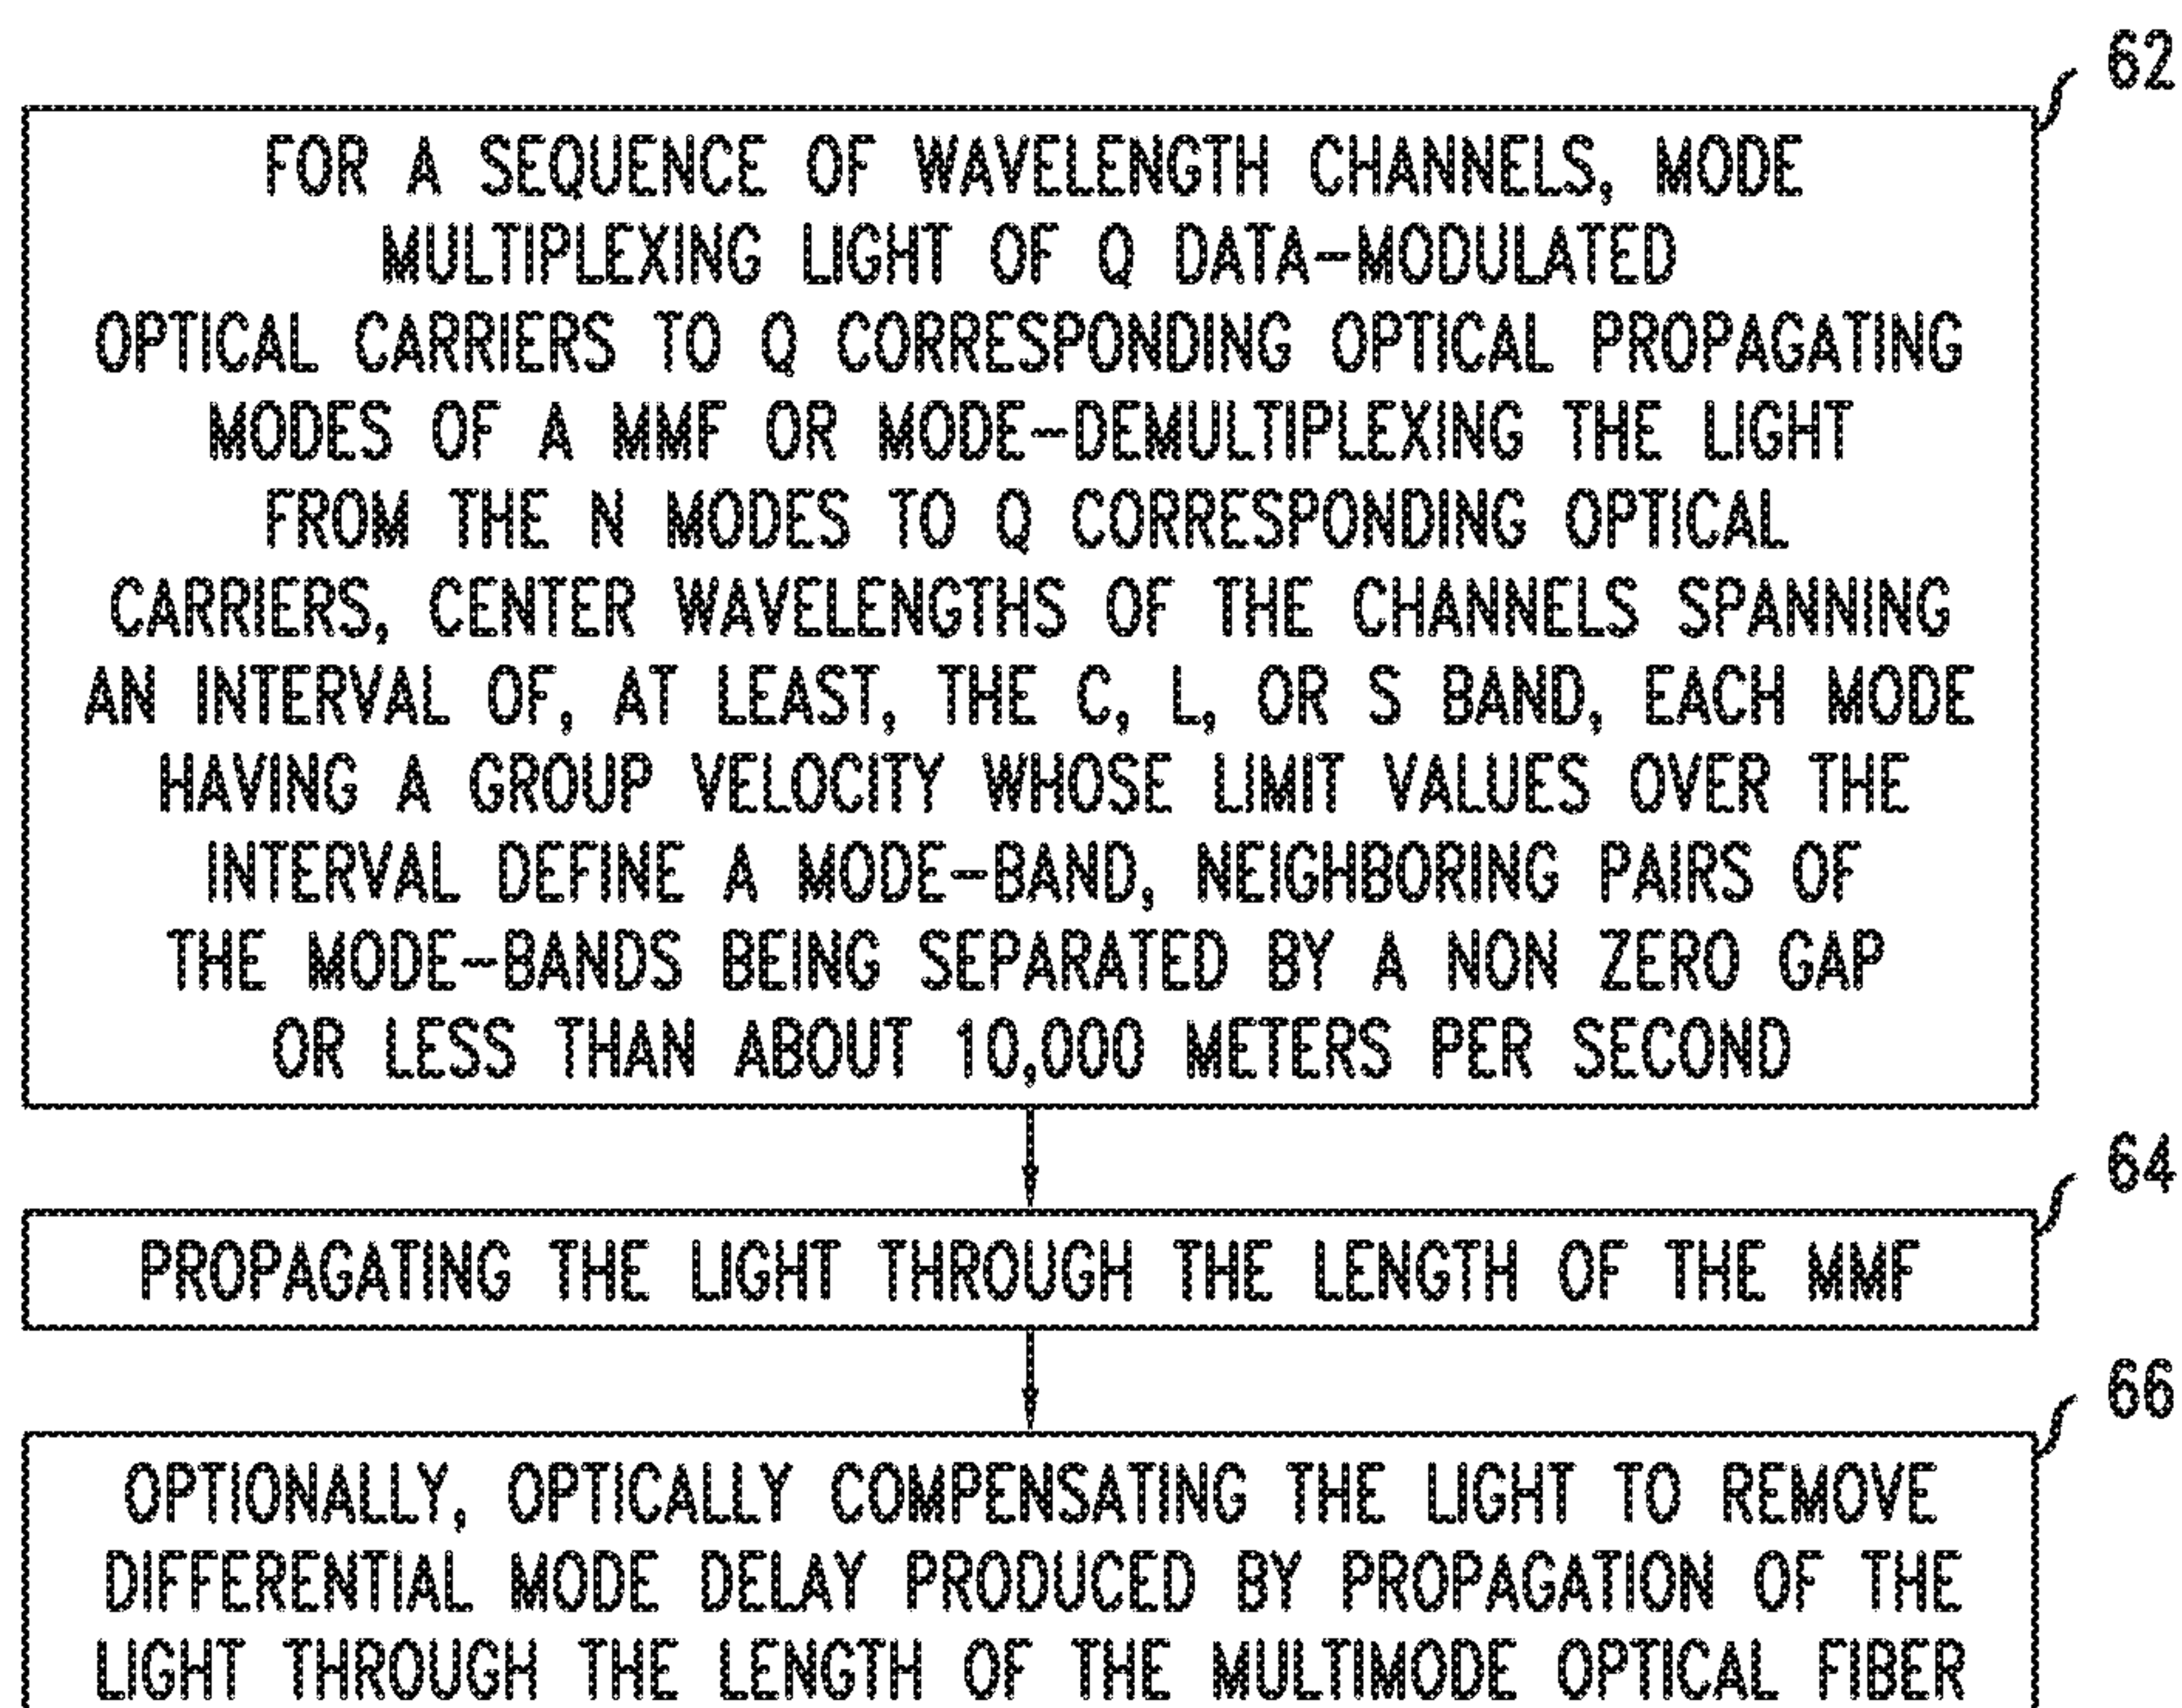 62
FOR A SEQUENCE OF WAVELENGTH CHANNELS, MODE
MULTIPLEXING LIGHT OF Q DATA-MODULATED
OPTICAL CARRIERS TO Q CORRESPONDING OPTICAL PROPAGATING
MODES OF A MMF OR MODE-DEMULTIPLEXING THE LIGHT
FROM THE N MODES TO Q CORRESPONDING OPTICAL
CARRIERS, CENTER WAVELENGTHS OF THE CHANNELS SPANNING
AN INTERVAL OF, AT LEAST, THE C, L, OR S BAND, EACH MODE
HAVING A GROUP VELOCITY WHOSE LIMIT VALUES OVER THE
INTERVAL DEFINE A MODE-BAND, NEIGHBORING PAIRS OF
THE MODE-BANDS BEING SEPARATED BY A NON ZERO GAP
OR LESS THAN ABOUT 10,000 METERS PER SECOND
64
PROPAGATING THE LIGHT THROUGH THE LENGTH OF THE MMF
66
OPTIONALLY, OPTICALLY COMPENSATING THE LIGHT TO REMOVE
DIFFERENTIAL MODE DELAY PRODUCED BY PROPAGATION OF THE
LIGHT THROUGH THE LENGTH OF THE MULTIMODE OPTICAL FIBER